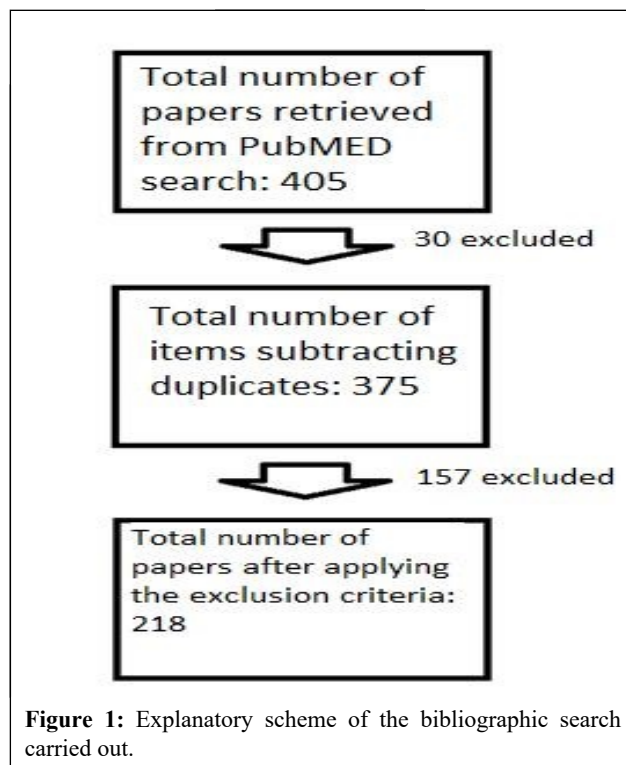 Total number of
papers retrieved
from PubMED
search: 405
30 excluded
Total number of
items subtracting
duplicates: 375
157 excluded
Total number of
papers after applying
the exclusion criteria:
218
Figure 1: Explanatory scheme of the bibliographic search
carried out.